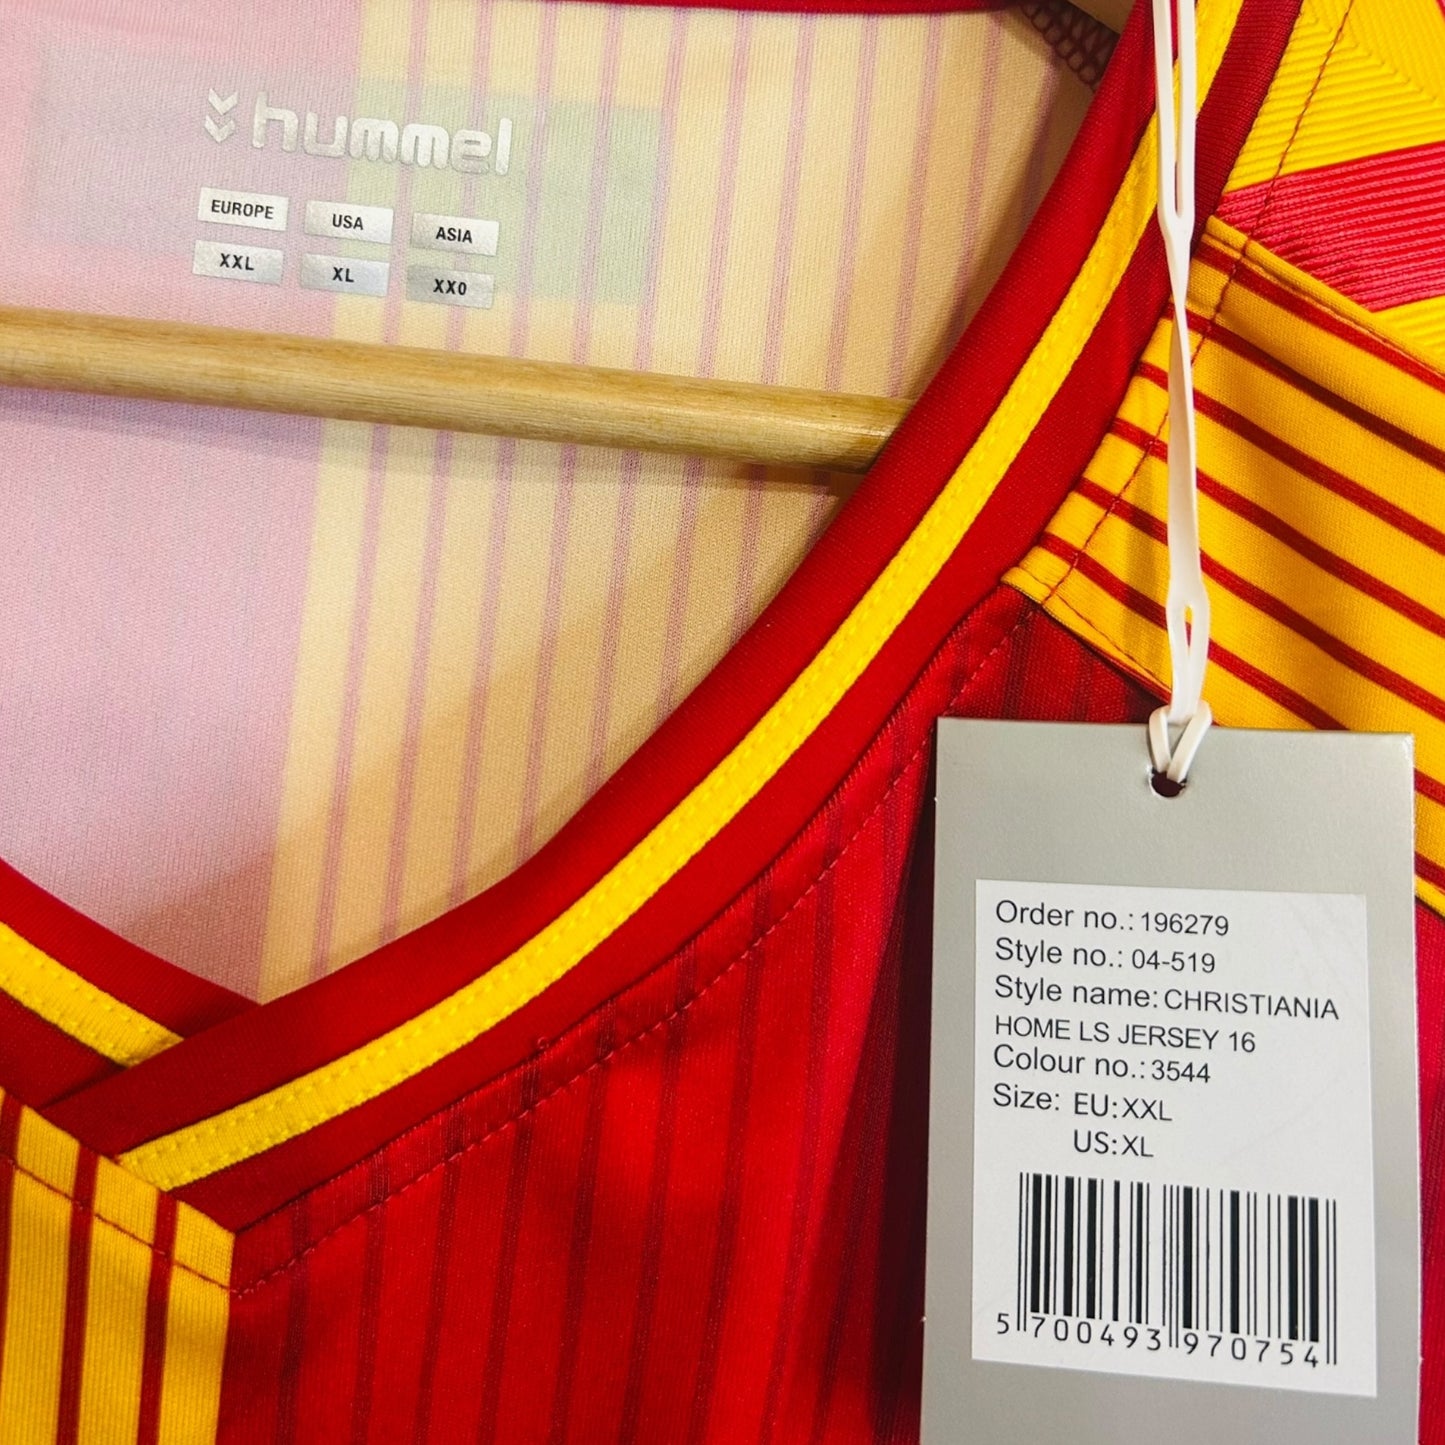 hummel
EUROPE USA ASIA
XXL XL XXO
Order no.: 196279
Style no.: 04-519
Style name: CHRISTIANIA
HOME LS JERSEY 16
Colour no.: 3544
Size: EU: XXL
US: XL
5 700493 970754